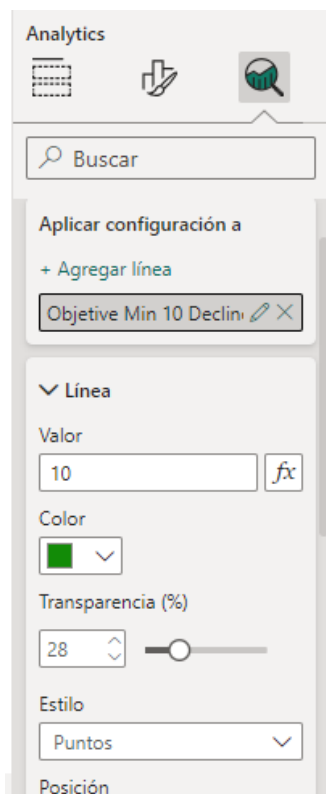 Analytics
Buscar
Aplicar configuración a
+ Agregar línea
Objetive Min 10
Línea
Valor
10
fx
Color
Transparencia (%)
28
Estilo
Puntos
Posición